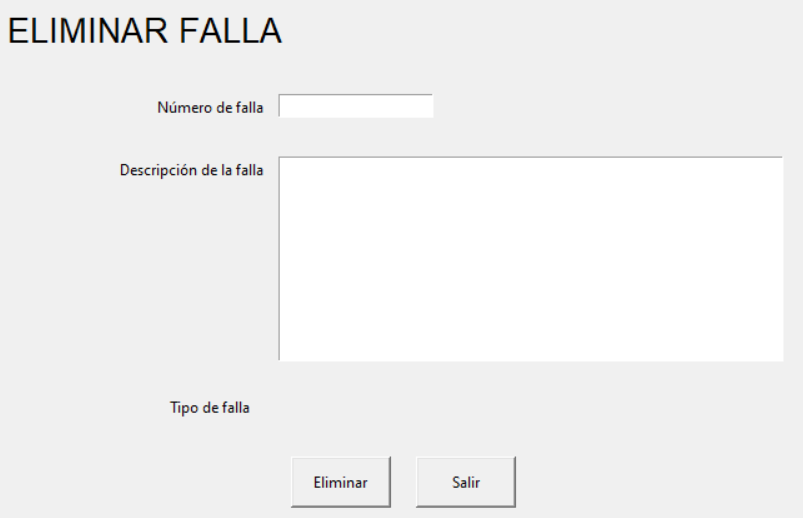 ELIMINAR FALLA
Número de falla
Descripción de la falla
Tipo de falla
Eliminar
Salir